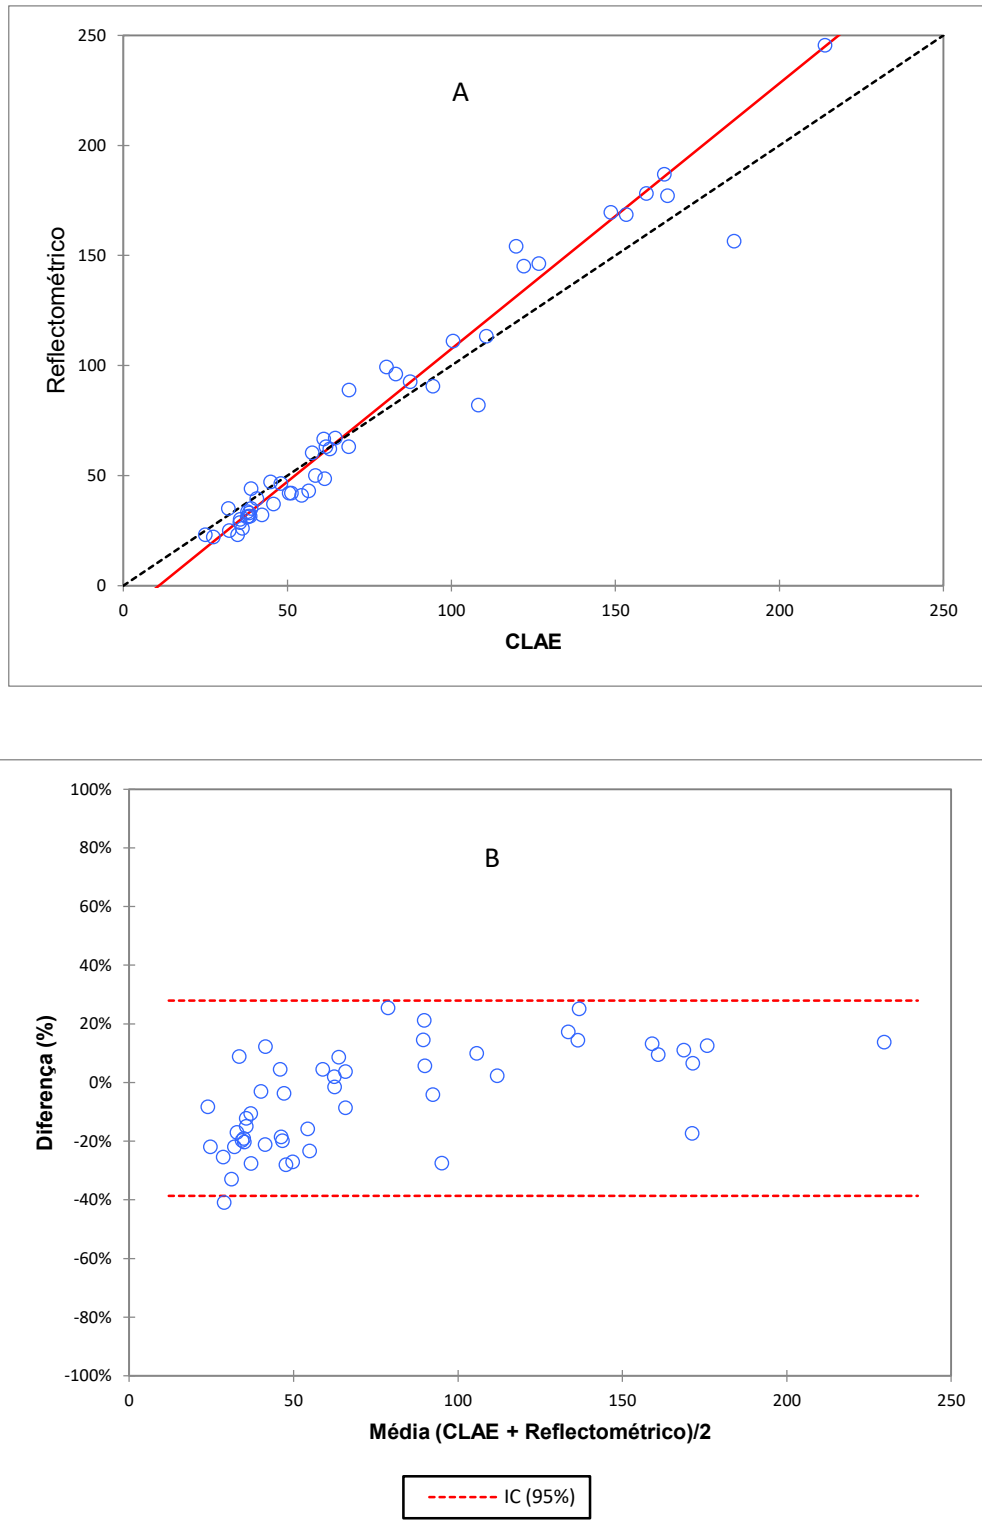 250
A
200
150
Reflectométrico
100
50
0
0 50 100 150 200 250
CLAE
100%
80%
B
60%
40%
20%
0%
Diferença (%)
-20%
-40%
-60%
-80%
-100%
0 50 100 150 200 250
Média (CLAE + Reflectométrico)/2
IC (95%)